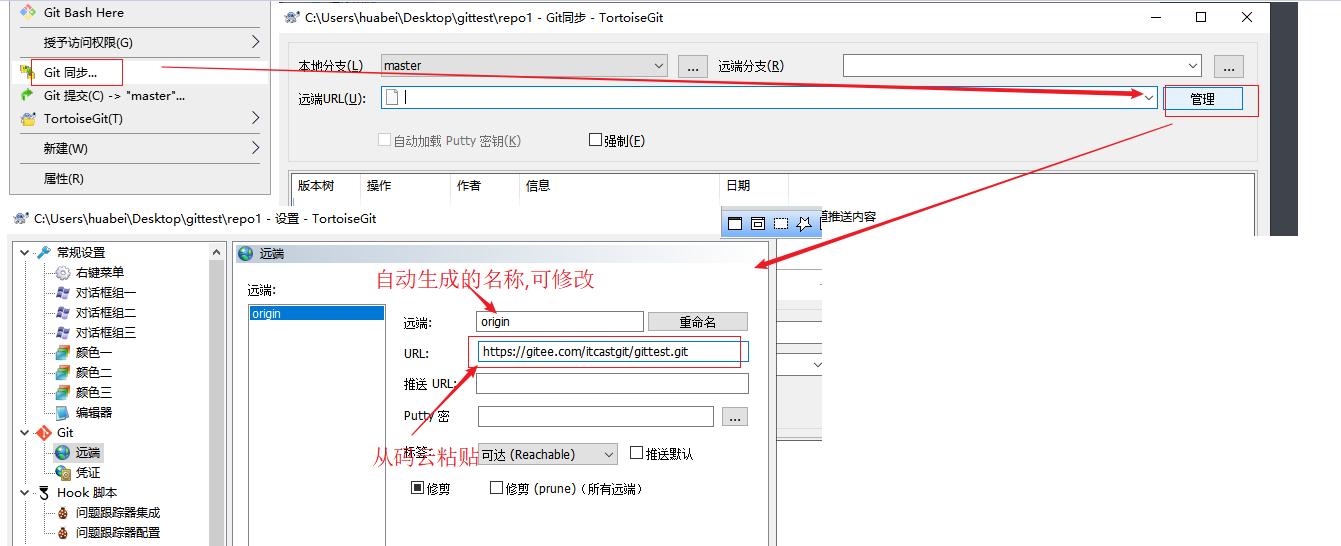 Git Bash Here
授予访问权限(G)
Git 同步...
Git 提交(C) -> "master"...
TortoiseGit(T)
新建(W)
属性(R)
C:\Users\huabei\Desktop\gittest\repo1 - Git同步 - TortoiseGit
本地分支(L) master ... 远端分支(R) ...
远端URL(U): 管理
自动加载 Putty 密钥(K) 强制(F)
版本树 操作 作者 信息 日期
推送内容
C:\Users\huabei\Desktop\gittest\repo1 - 设置 - TortoiseGit
常规设置
右键菜单
对话框组一
对话框组二
对话框组三
颜色一
颜色二
颜色三
编辑器
Git
远端
凭证
Hook 脚本
问题跟踪器集成
问题跟踪器配置
远端
自动生成的名称,可修改
远端:
origin
远端: origin 重命名
URL: https://gitee.com/itcastgit/gittest.git
推送 URL:
Putty 密 ...
标签: 可达 (Reachable) 推送默认
从码云粘贴
修剪 修剪 (prune)（所有远端）